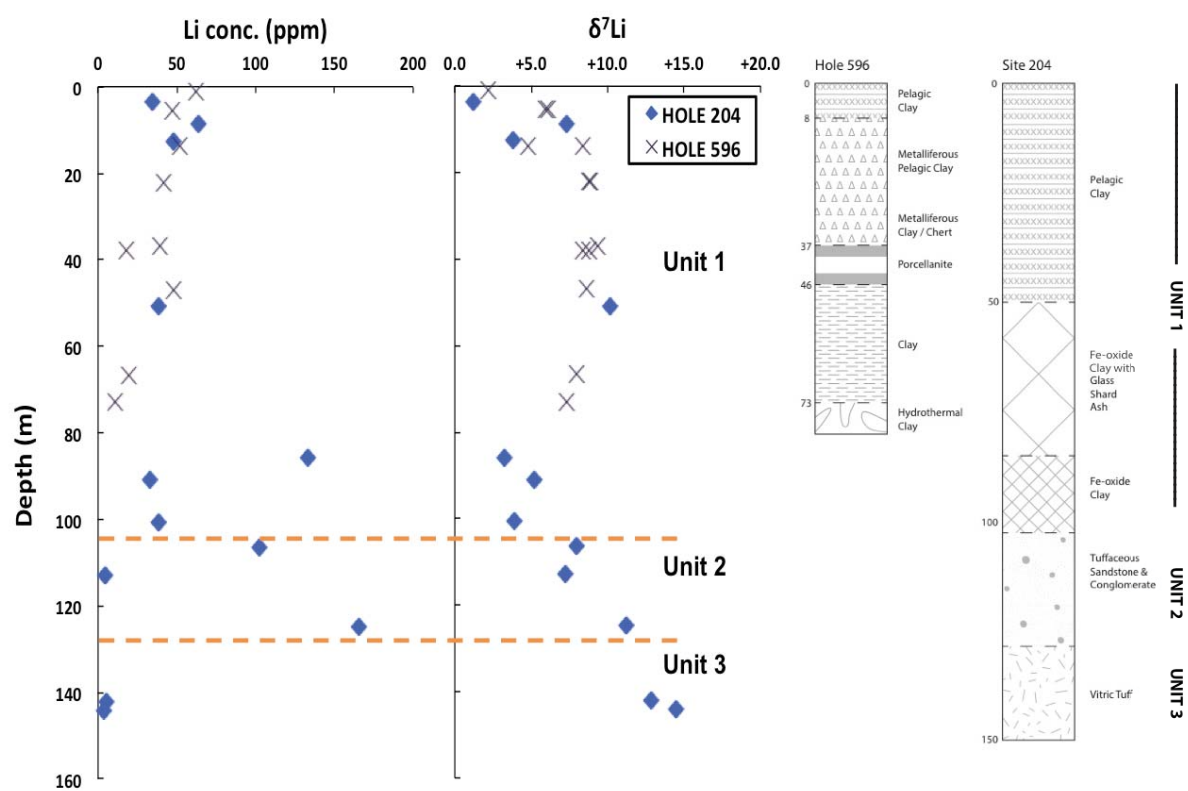 Li conc. (ppm)
δ⁷Li
0 50 100 150 200
0.0 +5.0 +10.0 +15.0 +20.0
Depth (m)
0
20
40
60
80
100
120
140
160
HOLE 204
HOLE 596
Unit 1
Unit 2
Unit 3
Hole 596
0
8
37
46
73
Pelagic
Clay
Metalliferous
Pelagic Clay
Metalliferous
Clay / Chert
Porcellanite
Clay
Hydrothermal
Clay
Site 204
0
50
100
150
Pelagic
Clay
Fe-oxide
Clay with
Glass
Shard
Ash
Fe-oxide
Clay
Tuffaceous
Sandstone &
Conglomerate
Vitric Tuff
UNIT 1
UNIT 2
UNIT 3